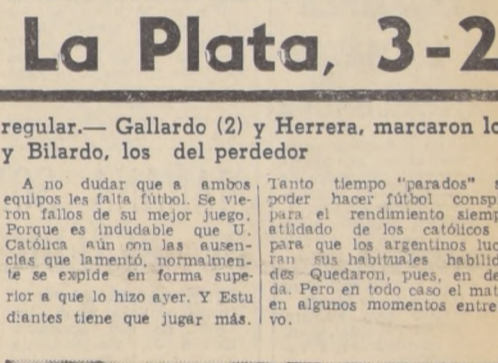 La Plata, 3-2
regular.— Gallardo (2) y Herrera, marcaron lo
y Bilardo, los del perdedor
A no dudar que a ambos
equipos les falta fútbol. Se vie-
ron fallos de su mejor juego.
Porque es indudable que U.
Católica aún con las ausen-
cias que lamentó, normalmen-
te se expide en forma supe-
rior a que lo hizo ayer. Y Estu
diantes tiene que jugar más.
Tanto tiempo "parados" s
poder hacer fútbol consp
para el rendimiento siemp
atildado de los católicos
para que los argentinos luc
ran sus habituales habilid
des Quedaron, pues, en de
da. Pero en todo caso el mat
en algunos momentos entre
vo.